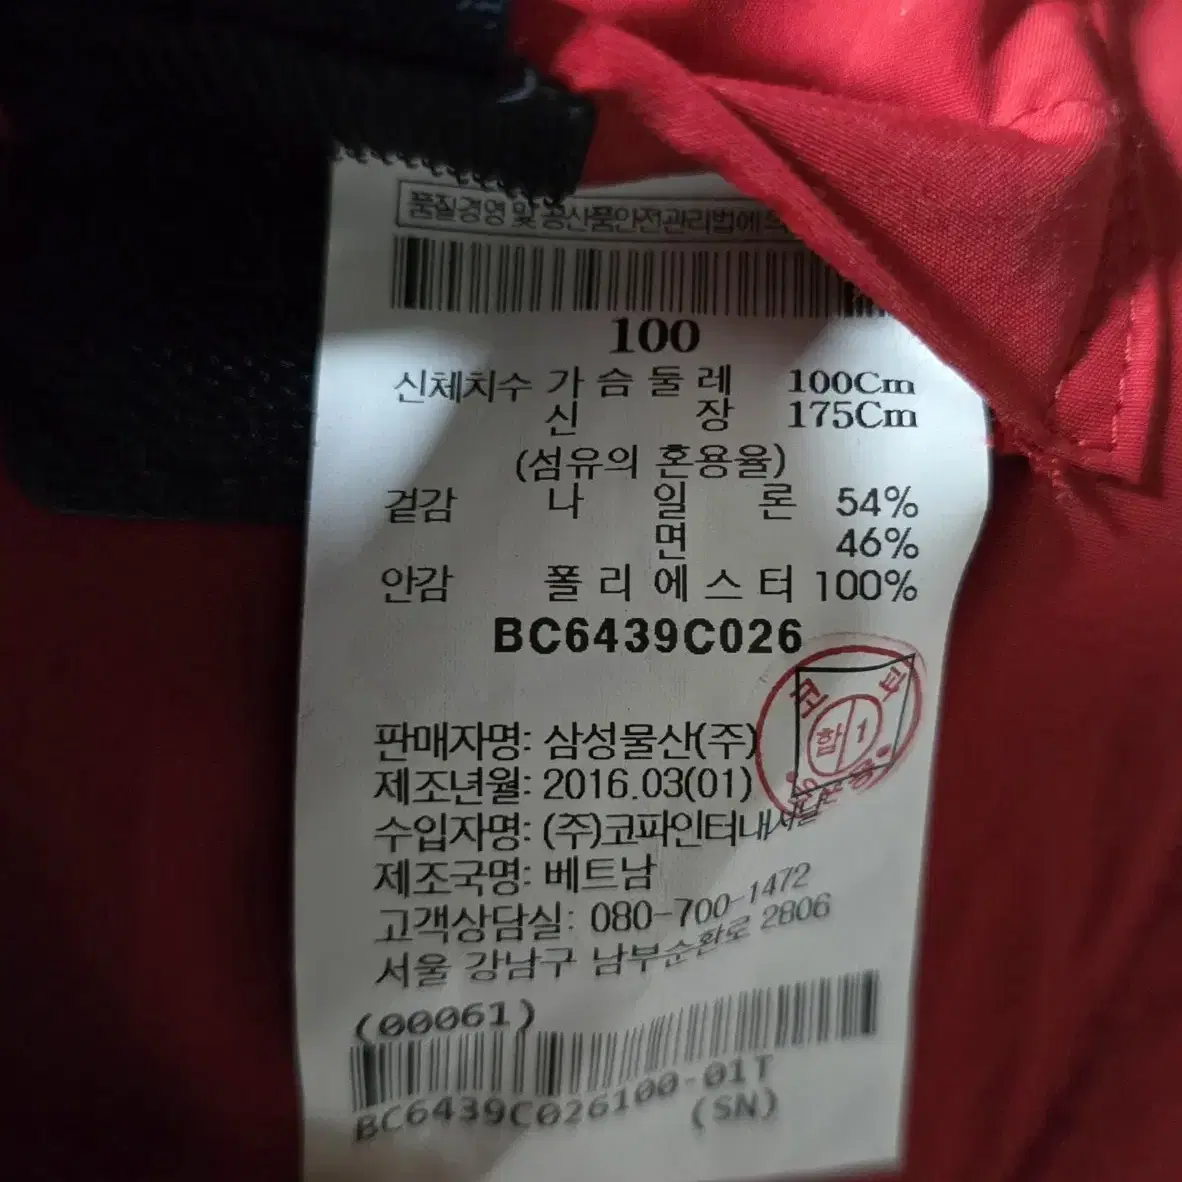 품질경영 및 공산품안전관리법에
100
신체치수 가 슴 둘 레 100Cm
신 장 175Cm
(섬유의 혼용율)
겉감 나 일 론 54%
면 46%
안감 폴 리 에 스 터 100%
BC6439C026
코 파
합 1
판매자명: 삼성물산(주)
제조년월: 2016.03(01)
수입자명: (주)코파인터내셔날
제조국명: 베트남
고객상담실: 080-700-1472
서울 강남구 남부순환로 2806
(00061)
BC6439C026100-01T
(SN)